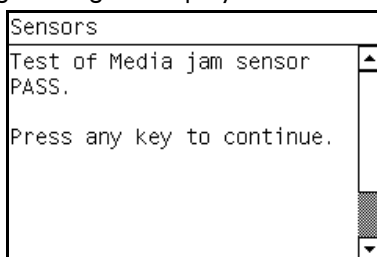 Sensors
Test of Media jam sensor
PASS.
Press any key to continue.